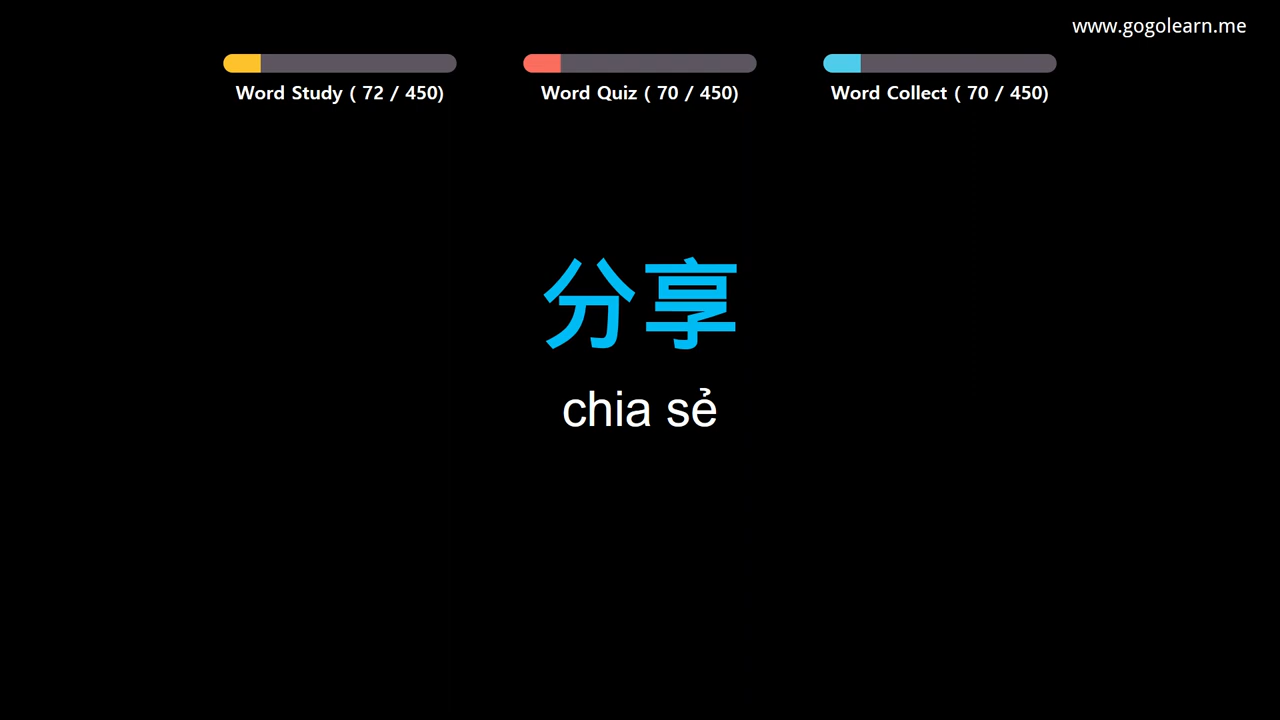 www.gogolearn.me
Word Study ( 72 / 450)
Word Quiz ( 70 / 450)
Word Collect ( 70 / 450)
分享
chia sẻ